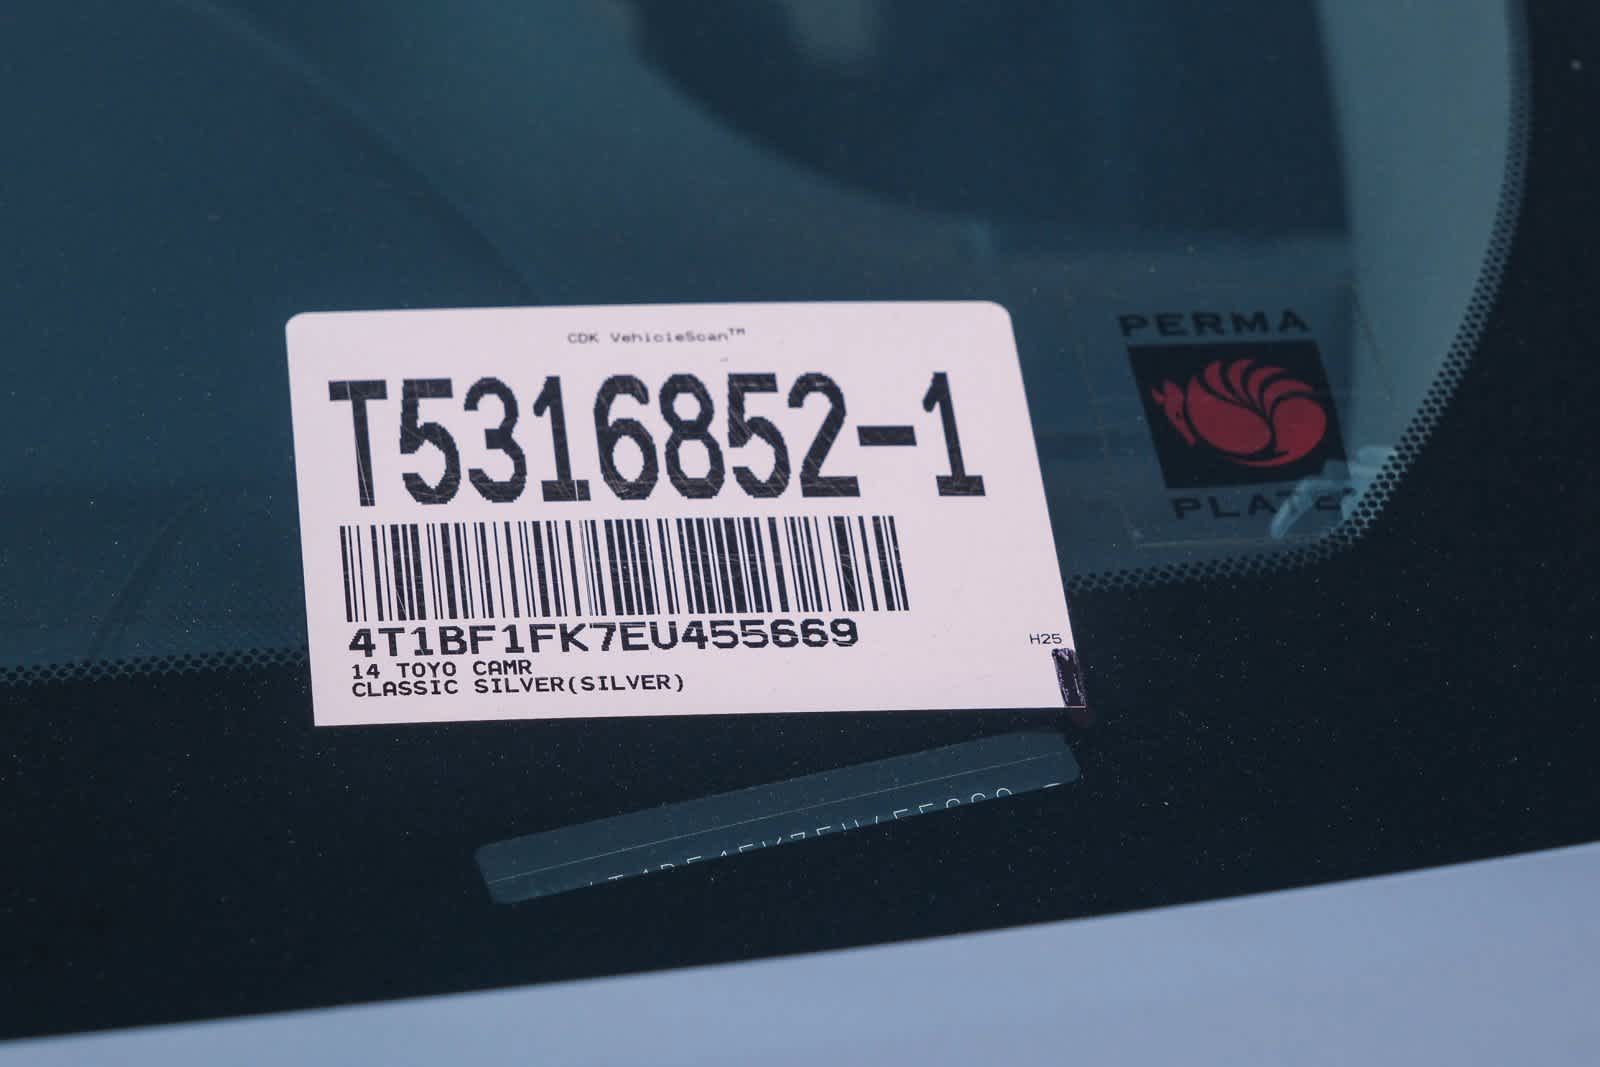 CDK VehicleScan™
T5316852-1
4T1BF1FK7EU455669
H25
14 TOYO CAMR
CLASSIC SILVER(SILVER)
PERMA
PLATE